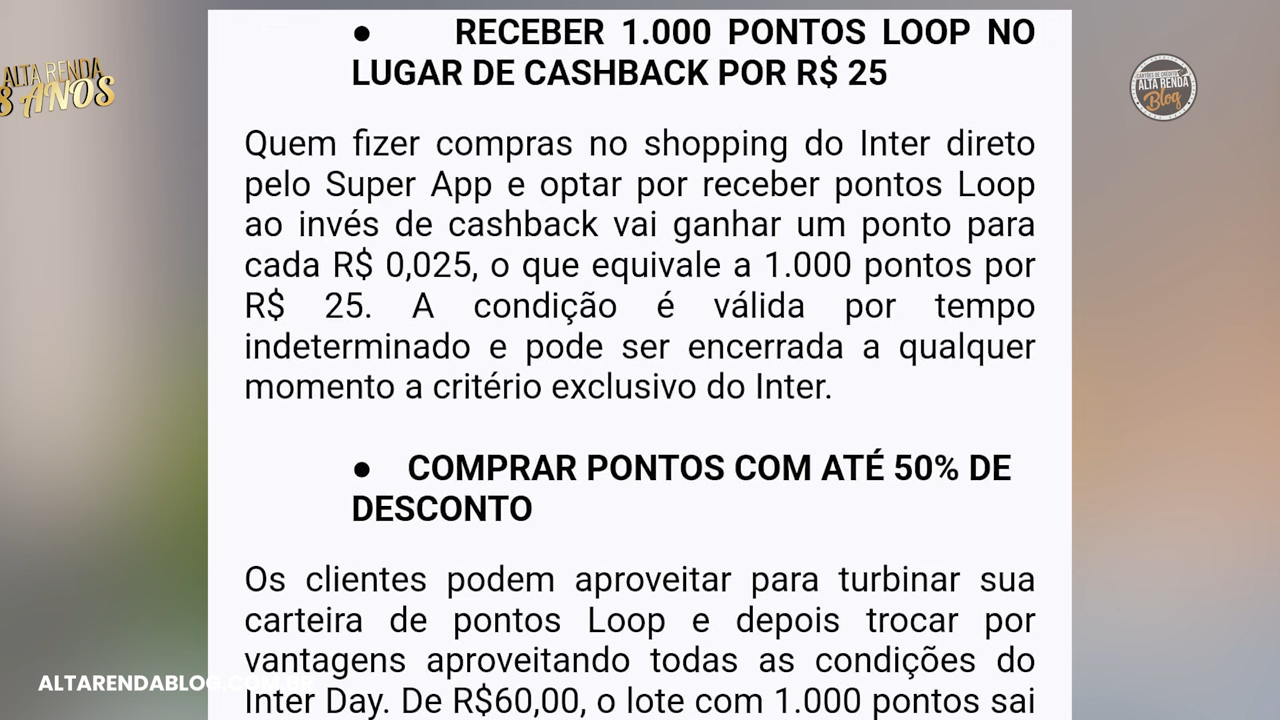 ● RECEBER 1.000 PONTOS LOOP NO
LUGAR DE CASHBACK POR R$ 25
ALTA RENDA
8 ANOS
CARTÕES DE CRÉDITO
ALTA RENDA
Blog
Quem fizer compras no shopping do Inter direto
pelo Super App e optar por receber pontos Loop
ao invés de cashback vai ganhar um ponto para
cada R$ 0,025, o que equivale a 1.000 pontos por
R$ 25. A condição é válida por tempo
indeterminado e pode ser encerrada a qualquer
momento a critério exclusivo do Inter.
● COMPRAR PONTOS COM ATÉ 50% DE
DESCONTO
Os clientes podem aproveitar para turbinar sua
carteira de pontos Loop e depois trocar por
vantagens aproveitando todas as condições do
Inter Day. De R$60,00, o lote com 1.000 pontos sai
ALTARENDABLOG.COM.BR